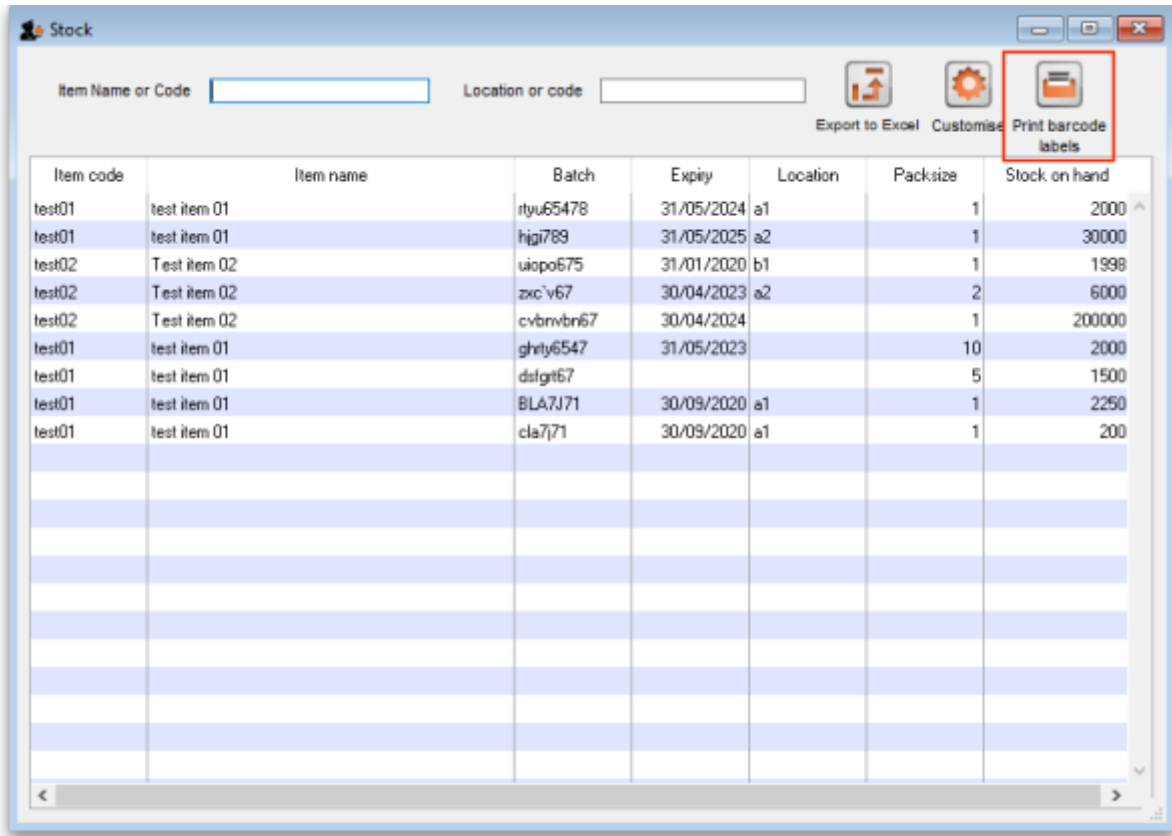 Stock
Item Name or Code Location or code
Export to Excel Customise Print barcode
labels
Item code Item name Batch Expiry Location Packsize Stock on hand
test01 test item 01 rtyu65478 31/05/2024 a1 1 2000
test01 test item 01 hjgi789 31/05/2025 a2 1 30000
test02 Test item 02 uiopo675 31/01/2020 b1 1 1998
test02 Test item 02 zxc`v67 30/04/2023 a2 2 6000
test02 Test item 02 cvbnvbn67 30/04/2024 1 200000
test01 test item 01 ghrty6547 31/05/2023 10 2000
test01 test item 01 dsfgrt67 5 1500
test01 test item 01 BLA7J71 30/09/2020 a1 1 2250
test01 test item 01 cla7j71 30/09/2020 a1 1 200